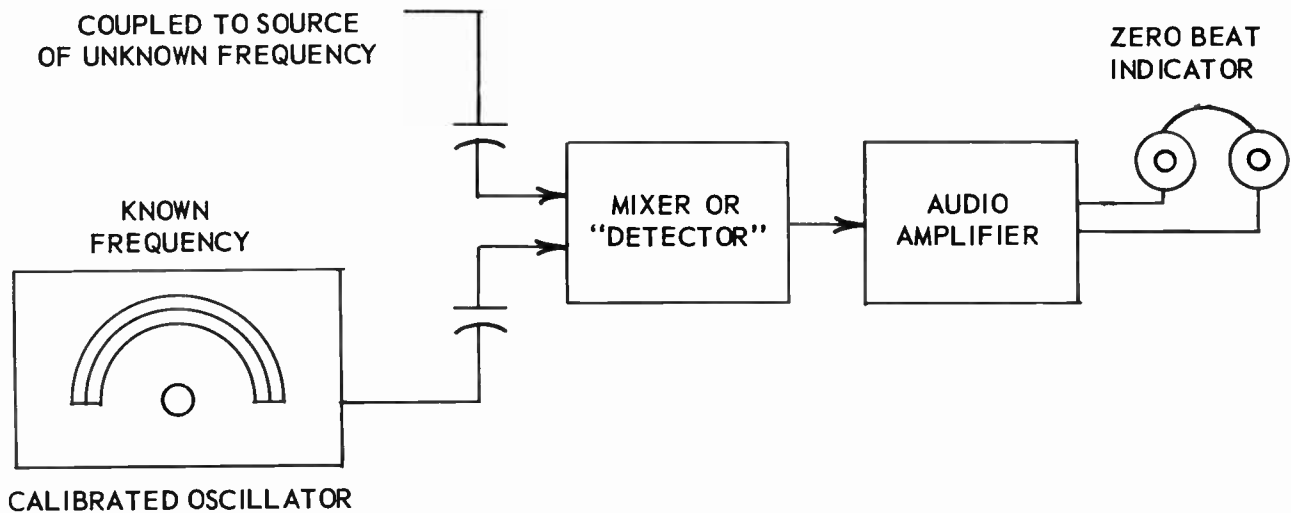 COUPLED TO SOURCE
OF UNKNOWN FREQUENCY
ZERO BEAT
INDICATOR
KNOWN
FREQUENCY
MIXER OR
“DETECTOR”
AUDIO
AMPLIFIER
CALIBRATED OSCILLATOR